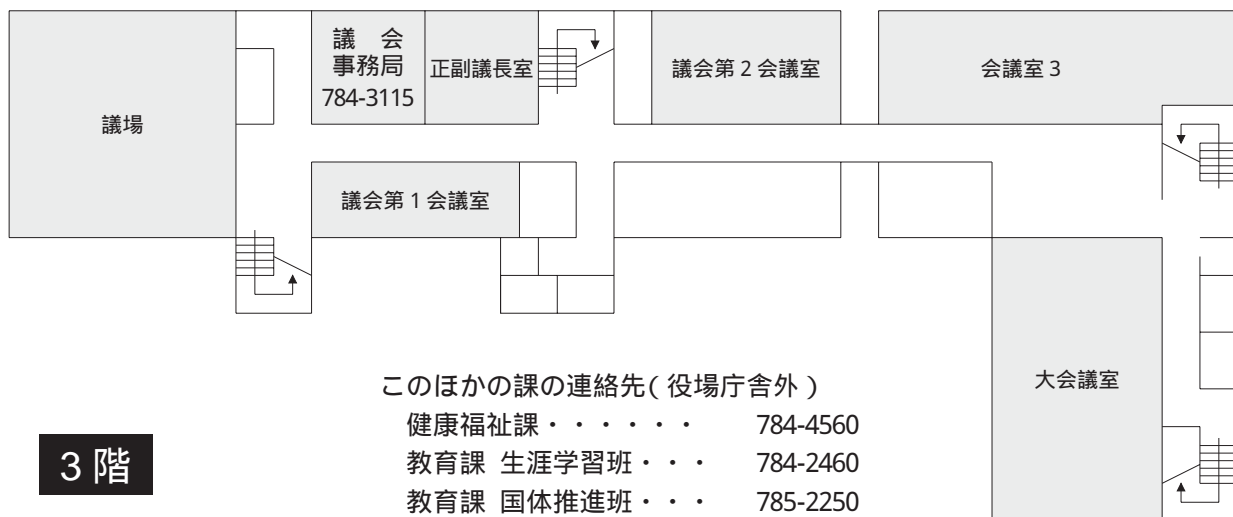 議場
議 会
事務局
784-3115
正副議長室
議会第2会議室
会議室3
議会第1会議室
大会議室
このほかの課の連絡先(役場庁舎外)
健康福祉課・・・・・・ 784-4560
教育課 生涯学習班・・・ 784-2460
教育課 国体推進班・・・ 785-2250
3階